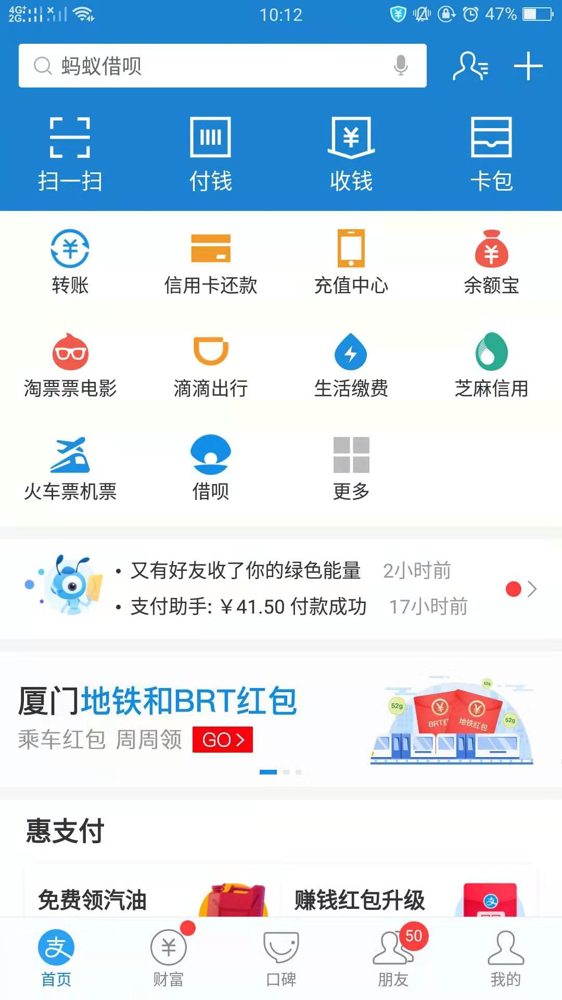 4G+
2G
10:12
47%
蚂蚁借呗
扫一扫 付钱 收钱 卡包
转账 信用卡还款 充值中心 余额宝
淘票票电影 滴滴出行 生活缴费 芝麻信用
火车票机票 借呗 更多
• 又有好友收了你的绿色能量 2小时前
• 支付助手: ￥41.50 付款成功 17小时前
厦门地铁和BRT红包
乘车红包 周周领 GO >
52g
52g
52g
BRT红
地铁红包
惠支付
免费领汽油 赚钱红包升级
支
50
首页 财富 口碑 朋友 我的